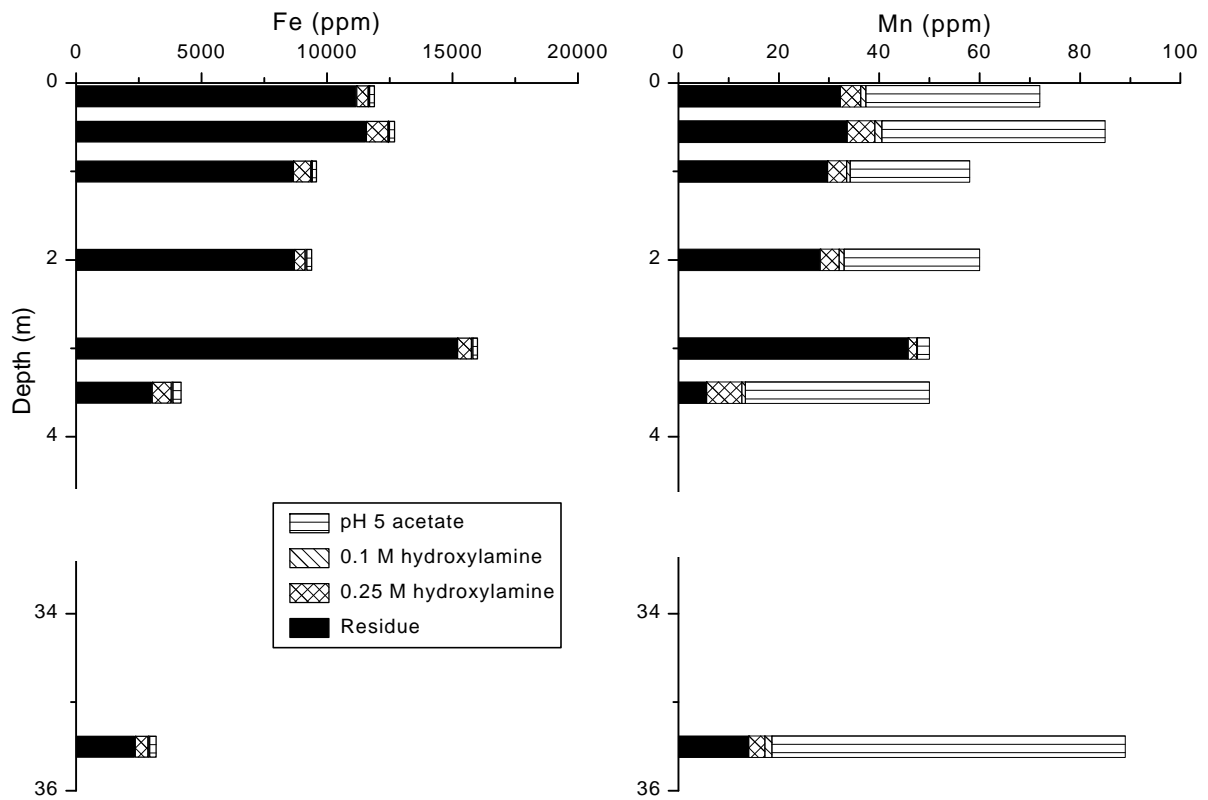 Fe (ppm)
0 5000 10000 15000 20000
Mn (ppm)
0 20 40 60 80 100
Depth (m)
0
2
4
34
36
0
2
4
34
36
pH 5 acetate
0.1 M hydroxylamine
0.25 M hydroxylamine
Residue